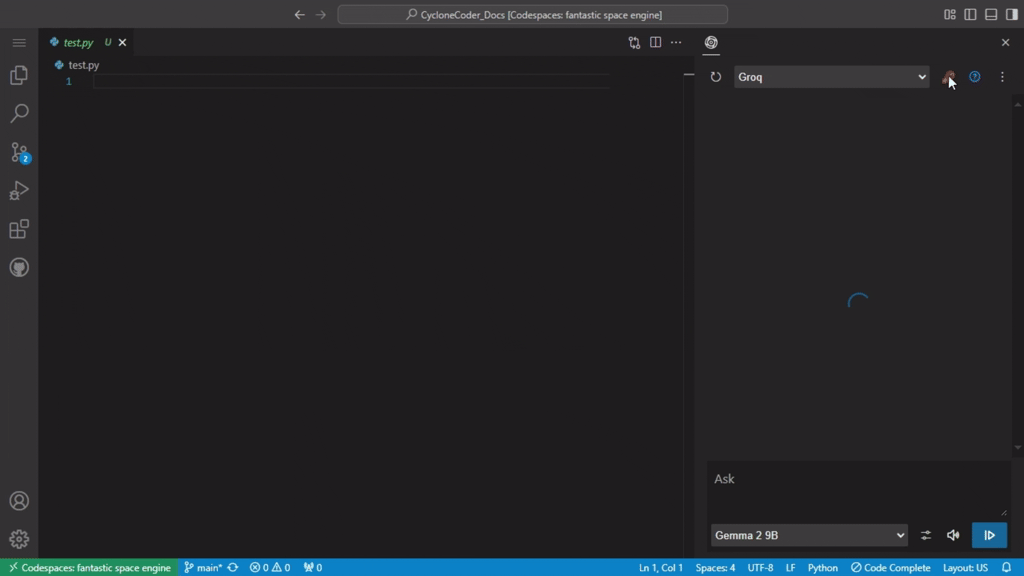 CycloneCoder_Docs [Codespaces: fantastic space engine]
test.py U
test.py
1
Groq
2
Ask
Gemma 2 9B
Codespaces: fantastic space engine main* 0 0 0 Ln 1, Col 1 Spaces: 4 UTF-8 LF Python Code Complete Layout: US